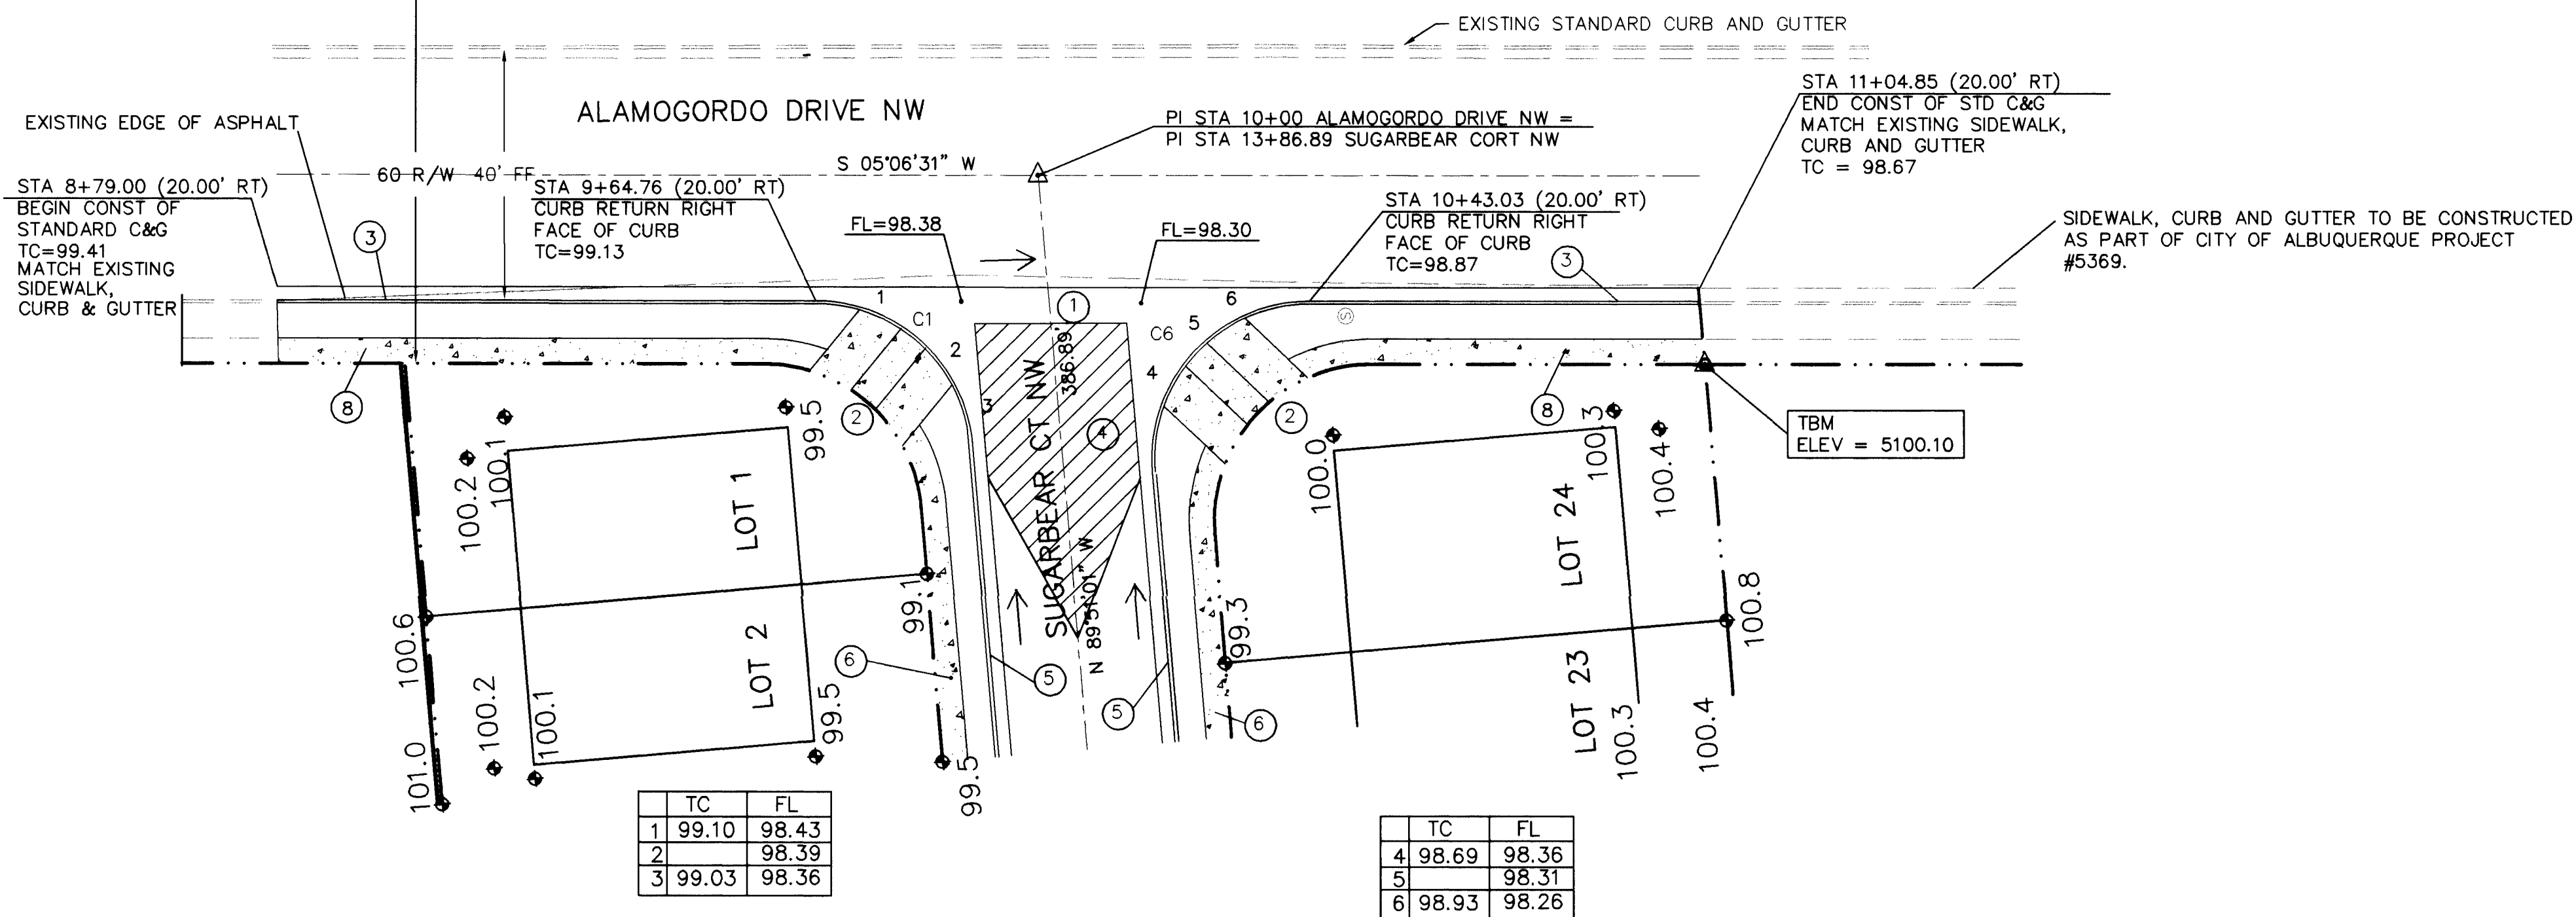 EXISTING STANDARD CURB AND GUTTER
ALAMOGORDO DRIVE NW
STA 11+04.85 (20.00' RT)
END CONST OF STD C&G
MATCH EXISTING SIDEWALK,
CURB AND GUTTER
TC = 98.67
EXISTING EDGE OF ASPHALT
PI STA 10+00 ALAMOGORDO DRIVE NW =
PI STA 13+86.89 SUGARBEAR CORT NW
S 05°06'31" W
60 R/W 40' FF
STA 8+79.00 (20.00' RT)
BEGIN CONST OF
STANDARD C&G
TC=99.41
MATCH EXISTING
SIDEWALK,
CURB & GUTTER
3
STA 9+64.76 (20.00' RT)
CURB RETURN RIGHT
FACE OF CURB
TC=99.13
FL=98.38
FL=98.30
STA 10+43.03 (20.00' RT)
CURB RETURN RIGHT
FACE OF CURB
TC=98.87
3
SIDEWALK, CURB AND GUTTER TO BE CONSTRUCTED
AS PART OF CITY OF ALBUQUERQUE PROJECT
#5369.
1
C1
2
3
1
6
5
C6
4
S
386.89'
SUGARBEAR CT NW
N 89°51'01" W
4
8
2
2
8
TBM
ELEV = 5100.10
100.2
100.1
99.5
LOT 1
100.0
100.3
100.4
LOT 24
100.6
99.1
99.3
100.8
LOT 2
6
5
5
6
LOT 23
101.0
100.2
100.1
99.5
99.5
100.3
100.4
TC FL
1 99.10 98.43
2 98.39
3 99.03 98.36
TC FL
4 98.69 98.36
5 98.31
6 98.93 98.26